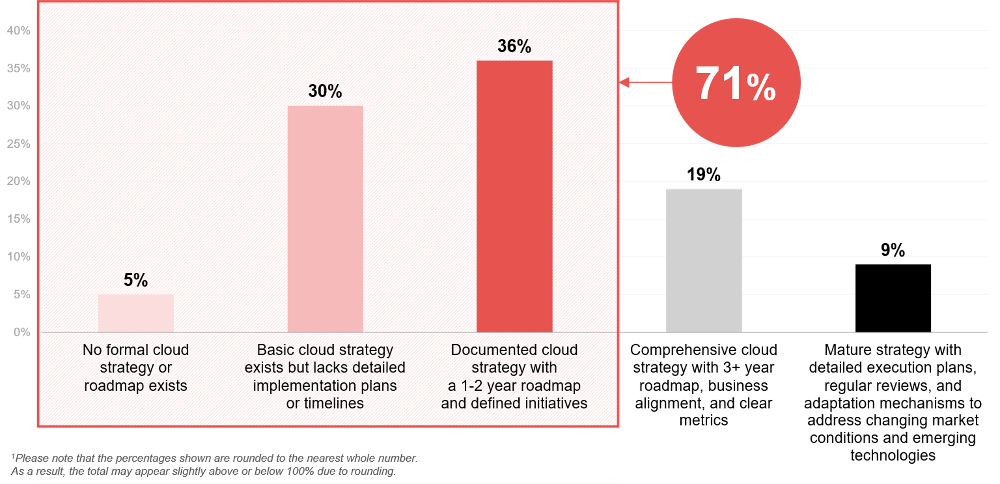 40%
35%
30%
25%
20%
15%
10%
5%
0%
5%
30%
36%
71%
19%
9%
No formal cloud
strategy or
roadmap exists
Basic cloud strategy
exists but lacks detailed
implementation plans
or timelines
Documented cloud
strategy with
a 1-2 year roadmap
and defined initiatives
Comprehensive cloud
strategy with 3+ year
roadmap, business
alignment, and clear
metrics
Mature strategy with
detailed execution plans,
regular reviews, and
adaptation mechanisms to
address changing market
conditions and emerging
technologies
¹Please note that the percentages shown are rounded to the nearest whole number.
As a result, the total may appear slightly above or below 100% due to rounding.